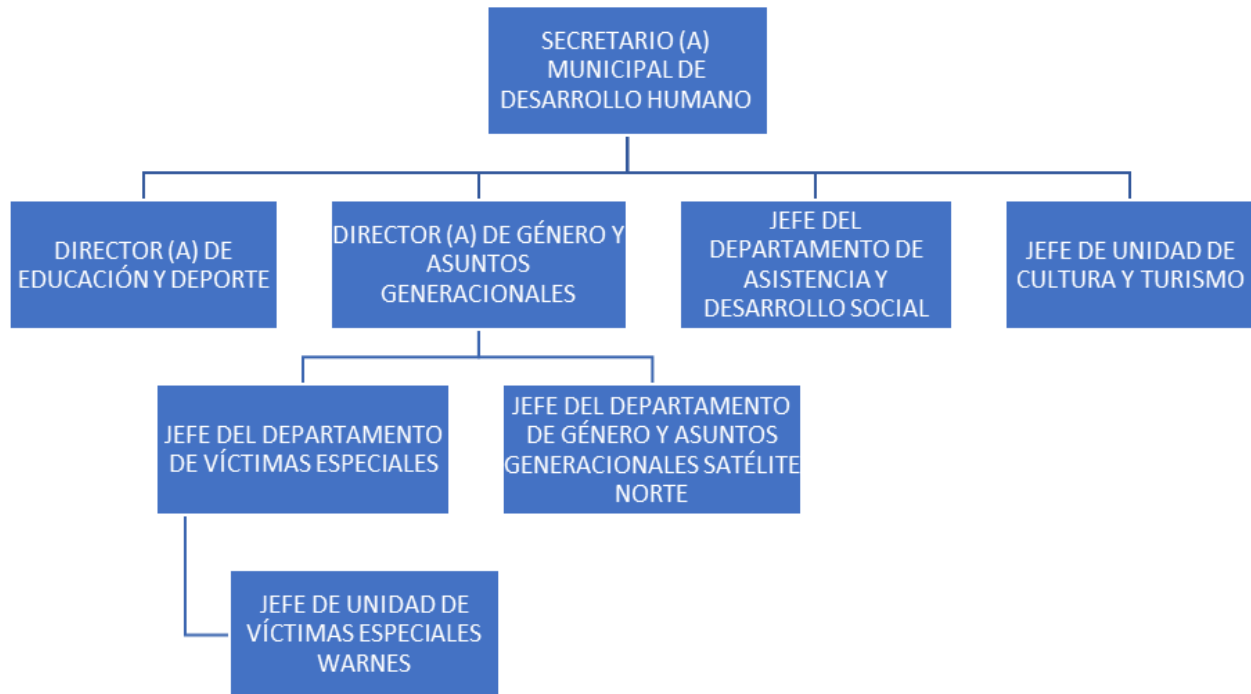 SECRETARIO (A)
MUNICIPAL DE
DESARROLLO HUMANO
DIRECTOR (A) DE
EDUCACIÓN Y DEPORTE
DIRECTOR (A) DE GÉNERO Y
ASUNTOS
GENERACIONALES
JEFE DEL
DEPARTAMENTO DE
ASISTENCIA Y
DESARROLLO SOCIAL
JEFE DE UNIDAD DE
CULTURA Y TURISMO
JEFE DEL DEPARTAMENTO
DE VÍCTIMAS ESPECIALES
JEFE DEL DEPARTAMENTO
DE GÉNERO Y ASUNTOS
GENERACIONALES SATÉLITE
NORTE
JEFE DE UNIDAD DE
VÍCTIMAS ESPECIALES
WARNES